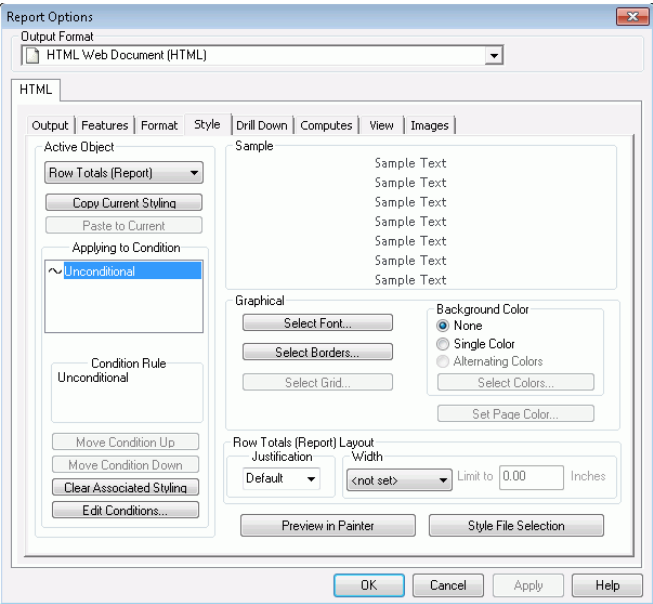 Report Options
Output Format
HTML Web Document (HTML)
HTML
Output Features Format Style Drill Down Computes View Images
Active Object
Row Totals (Report)
Copy Current Styling
Paste to Current
Applying to Condition
Unconditional
Condition Rule
Unconditional
Move Condition Up
Move Condition Down
Clear Associated Styling
Edit Conditions...
Sample
Sample Text
Sample Text
Sample Text
Sample Text
Sample Text
Sample Text
Sample Text
Graphical
Select Font...
Select Borders...
Select Grid...
Background Color
None
Single Color
Alternating Colors
Select Colors...
Set Page Color...
Row Totals (Report) Layout
Justification
Default
Width
<not set>
Limit to 0.00 Inches
Preview in Painter
Style File Selection
OK Cancel Apply Help